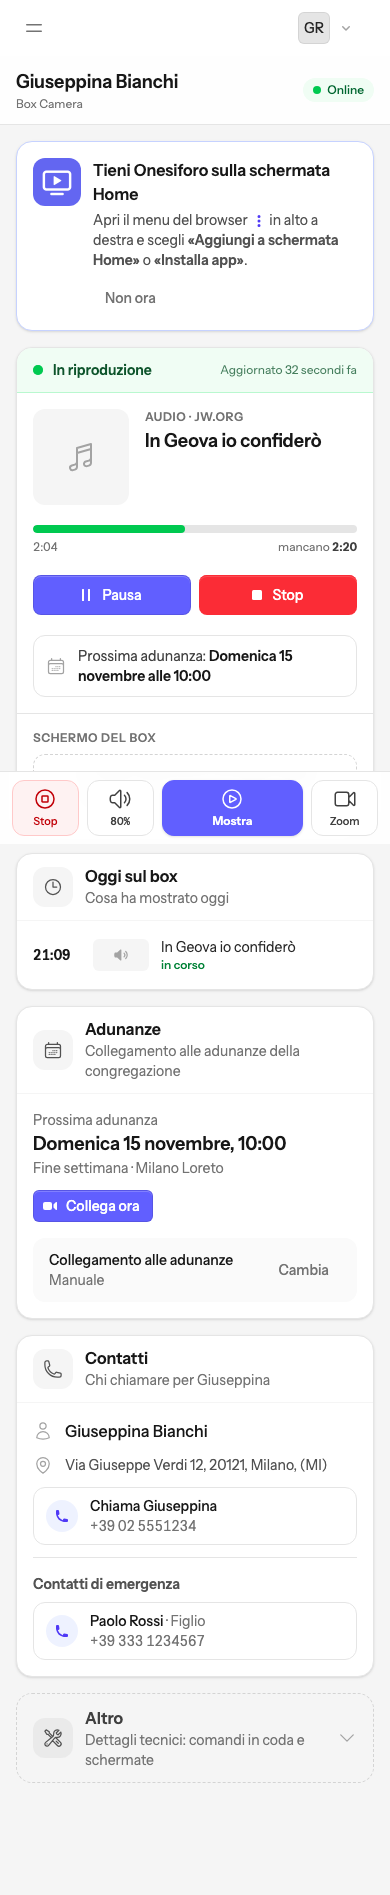 GR
Giuseppina Bianchi
Box Camera
Online
Tieni Onesiforo sulla schermata
Home
Apri il menu del browser in alto a
destra e scegli «Aggiungi a schermata
Home» o «Installa app».
Non ora
In riproduzione
Aggiornato 32 secondi fa
AUDIO · JW.ORG
In Geova io confiderò
2:04
mancano 2:20
Pausa
Stop
Prossima adunanza: Domenica 15
novembre alle 10:00
SCHERMO DEL BOX
Stop
80%
Mostra
Zoom
Oggi sul box
Cosa ha mostrato oggi
21:09
In Geova io confiderò
in corso
Adunanze
Collegamento alle adunanze della
congregazione
Prossima adunanza
Domenica 15 novembre, 10:00
Fine settimana · Milano Loreto
Collega ora
Collegamento alle adunanze
Manuale
Cambia
Contatti
Chi chiamare per Giuseppina
Giuseppina Bianchi
Via Giuseppe Verdi 12, 20121, Milano, (MI)
Chiama Giuseppina
+39 02 5551234
Contatti di emergenza
Paolo Rossi · Figlio
+39 333 1234567
Altro
Dettagli tecnici: comandi in coda e
schermate